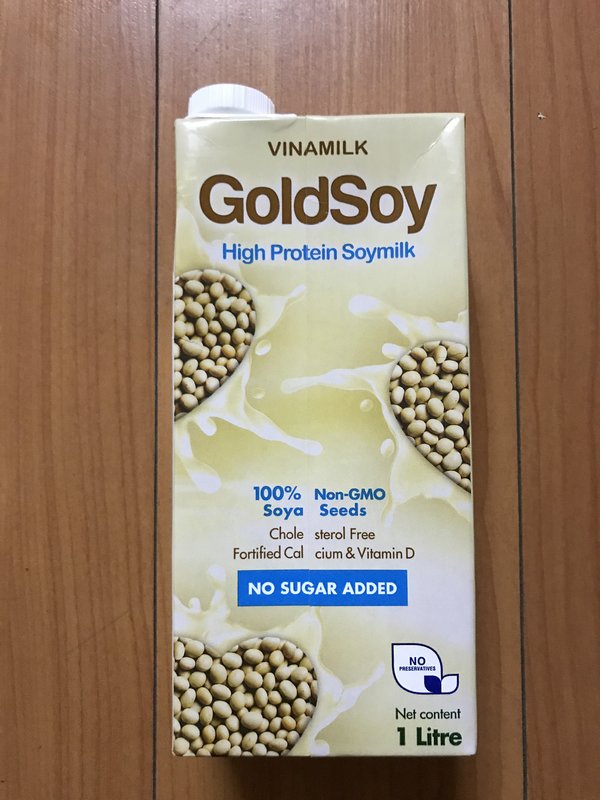 VINAMILK
GoldSoy
High Protein Soymilk
100% Non-GMO
Soya Seeds
Chole sterol Free
Fortified Cal cium & Vitamin D
NO SUGAR ADDED
NO
PRESERVATIVES
Net content
1 Litre